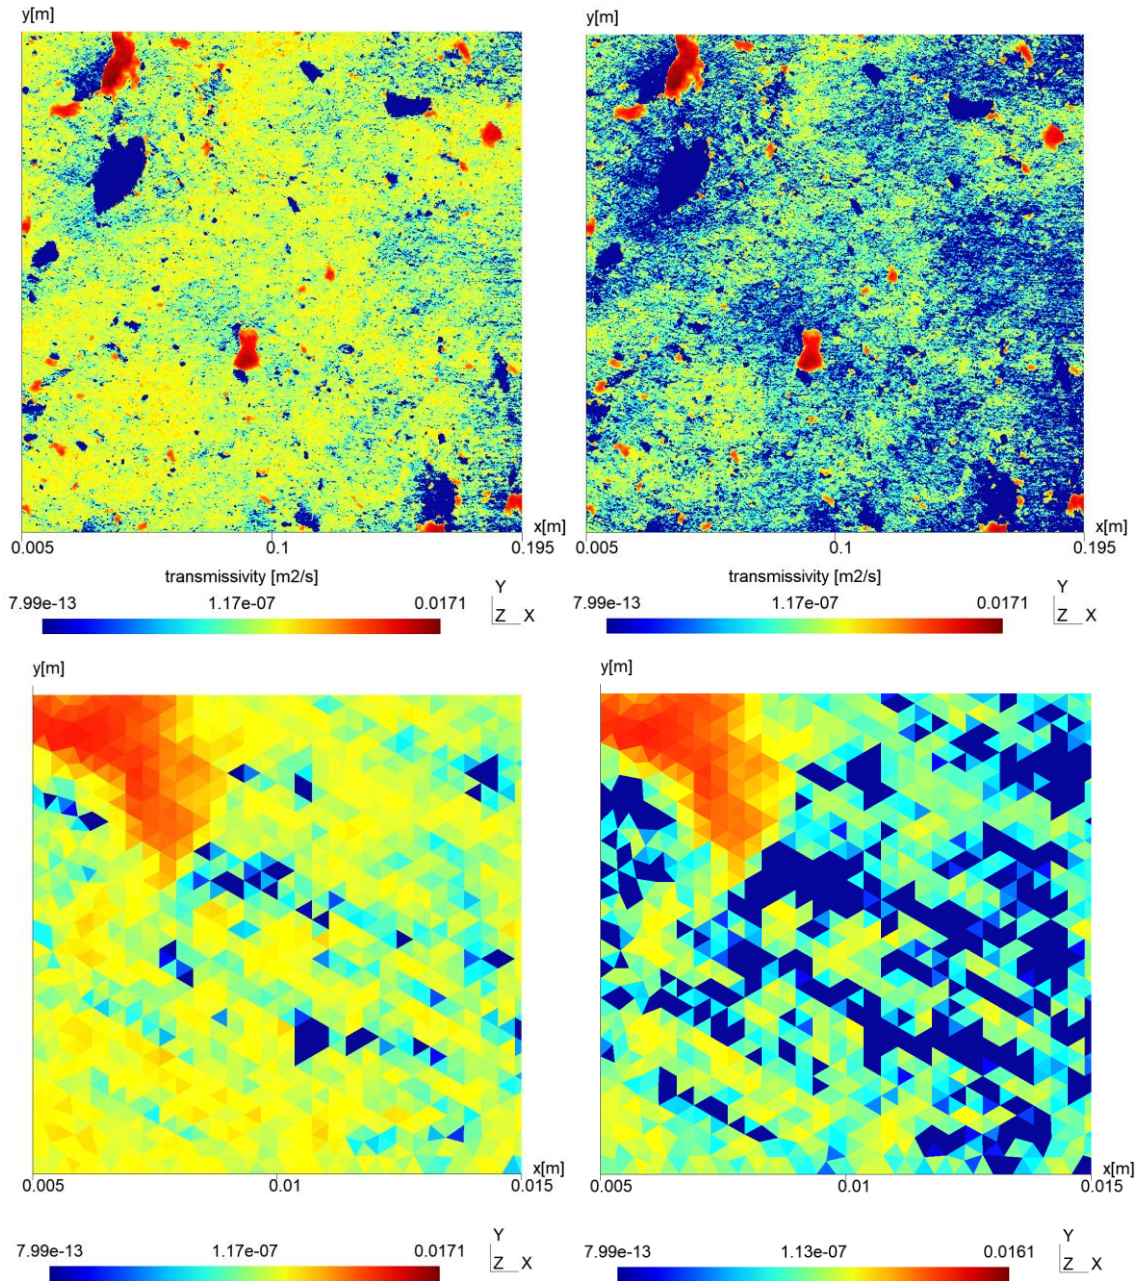 y[m] y[m]
x[m] x[m]
0.005 0.1 0.195 0.005 0.1 0.195
transmissivity [m2/s] transmissivity [m2/s]
Y Y
7.99e-13 1.17e-07 0.0171 7.99e-13 1.17e-07 0.0171
Z X Z X
y[m] y[m]
x[m] x[m]
0.005 0.01 0.015 0.005 0.01 0.015
Y Y
7.99e-13 1.17e-07 0.0171 7.99e-13 1.13e-07 0.0161
Z X Z X